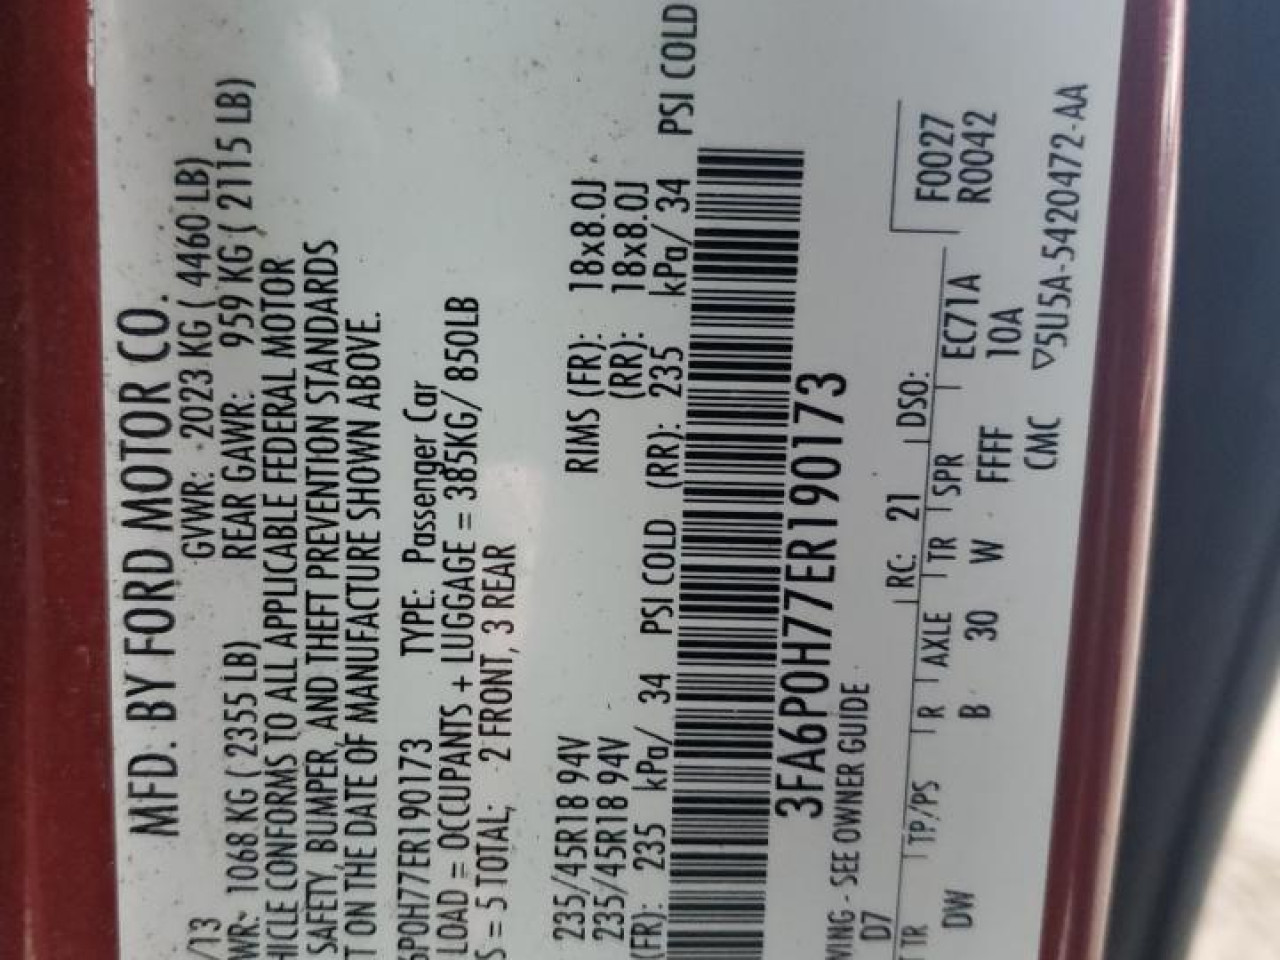 MFD. BY FORD MOTOR CO.
/13 GVWR: 2023 KG ( 4460 LB)
WR: 1068 KG ( 2355 LB) REAR GAWR: 959 KG ( 2115 LB)
HICLE CONFORMS TO ALL APPLICABLE FEDERAL MOTOR
SAFETY, BUMPER, AND THEFT PREVENTION STANDARDS
T ON THE DATE OF MANUFACTURE SHOWN ABOVE.
6P0H77ER190173 TYPE: Passenger Car
LOAD = OCCUPANTS + LUGGAGE = 385KG/ 850LB
S = 5 TOTAL; 2 FRONT, 3 REAR
235/45R18 94V RIMS (FR): 18x8.0J
235/45R18 94V (RR): 18x8.0J
(FR): 235 kPa/ 34 PSI COLD (RR): 235 kPa/ 34 PSI COLD
3FA6P0H77ER190173
WING - SEE OWNER GUIDE
D7 RC: 21 DSO:
TR TP/PS R AXLE TR SPR EC71A
DW B 30 W FFFF 10A
F0027
R0042
CMC ▽5U5A-5420472-AA